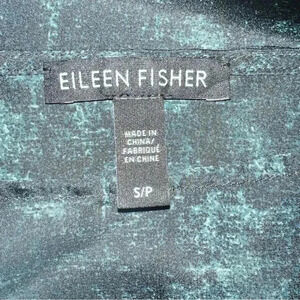 EILEEN FISHER
MADE IN
CHINA/
FABRIQUÉ
EN CHINE
S/P